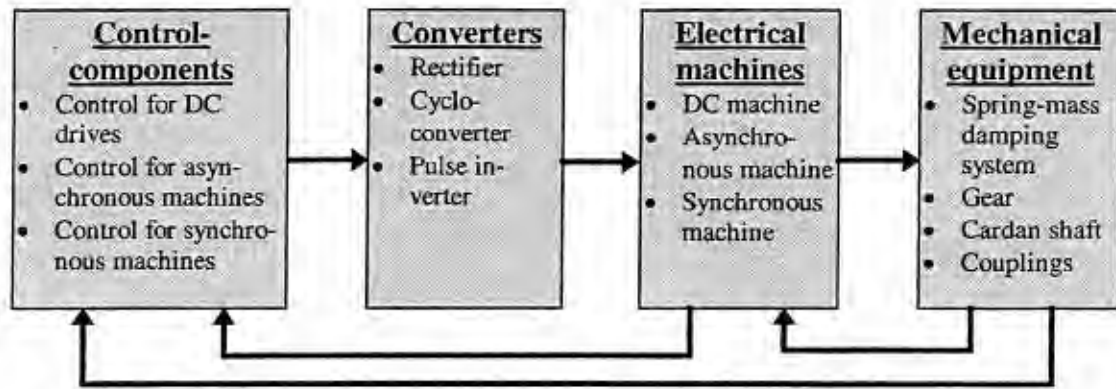 Control-
components
• Control for DC
drives
• Control for asyn-
chronous machines
• Control for synchro-
nous machines
Converters
• Rectifier
• Cyclo-
converter
• Pulse in-
verter
Electrical
machines
• DC machine
• Asynchro-
nous machine
• Synchronous
machine
Mechanical
equipment
• Spring-mass
damping
system
• Gear
• Cardan shaft
• Couplings